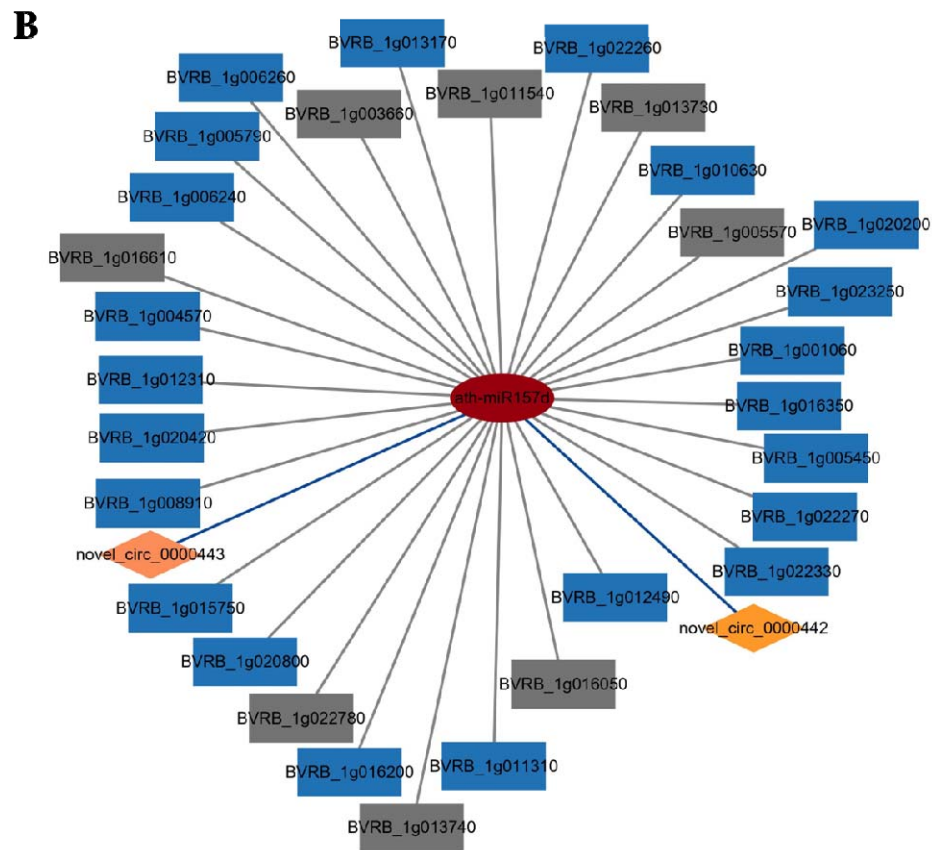 B
BVRB_1g013170
BVRB_1g022260
BVRB_1g006260
BVRB_1g011540
BVRB_1g003660
BVRB_1g013730
BVRB_1g005790
BVRB_1g010630
BVRB_1g006240
BVRB_1g020200
BVRB_1g005570
BVRB_1g016610
BVRB_1g023250
BVRB_1g004570
BVRB_1g001060
BVRB_1g012310
ath-miR157d
BVRB_1g016350
BVRB_1g020420
BVRB_1g005450
BVRB_1g008910
BVRB_1g022270
novel_circ_0000443
BVRB_1g022330
BVRB_1g012490
BVRB_1g015750
novel_circ_0000442
BVRB_1g020800
BVRB_1g016050
BVRB_1g022780
BVRB_1g011310
BVRB_1g016200
BVRB_1g013740